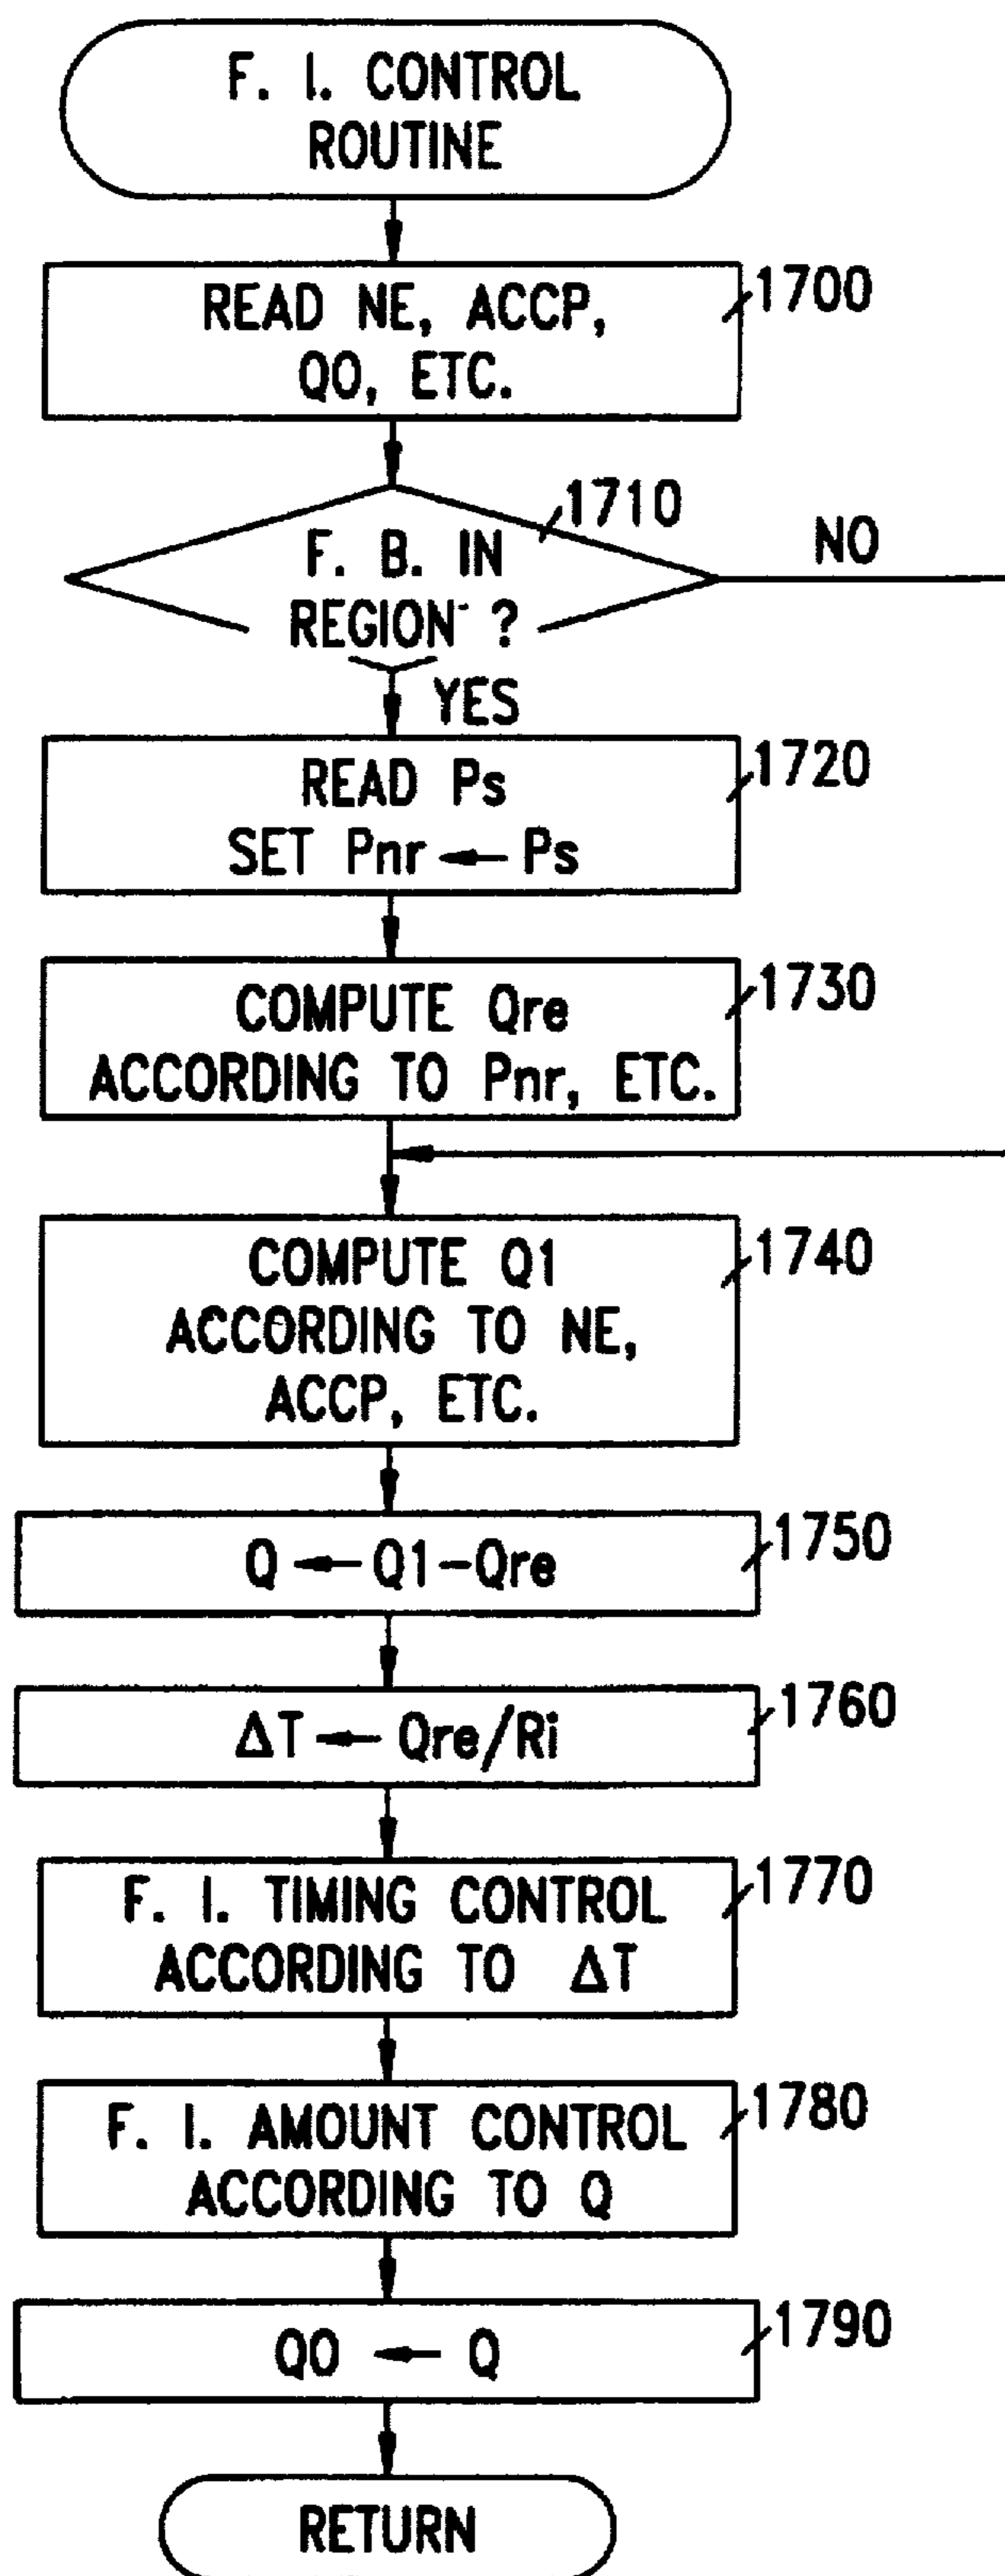 F. I. CONTROL
ROUTINE
READ NE, ACCP,
Q0, ETC.
1700
1710
F. B. IN
REGION ?
NO
YES
READ Ps
SET Pnr ← Ps
1720
COMPUTE Qre
ACCORDING TO Pnr, ETC.
1730
COMPUTE Q1
ACCORDING TO NE,
ACCP, ETC.
1740
Q ← Q1-Qre
1750
ΔT ← Qre/Ri
1760
F. I. TIMING CONTROL
ACCORDING TO ΔT
1770
F. I. AMOUNT CONTROL
ACCORDING TO Q
1780
Q0 ← Q
1790
RETURN